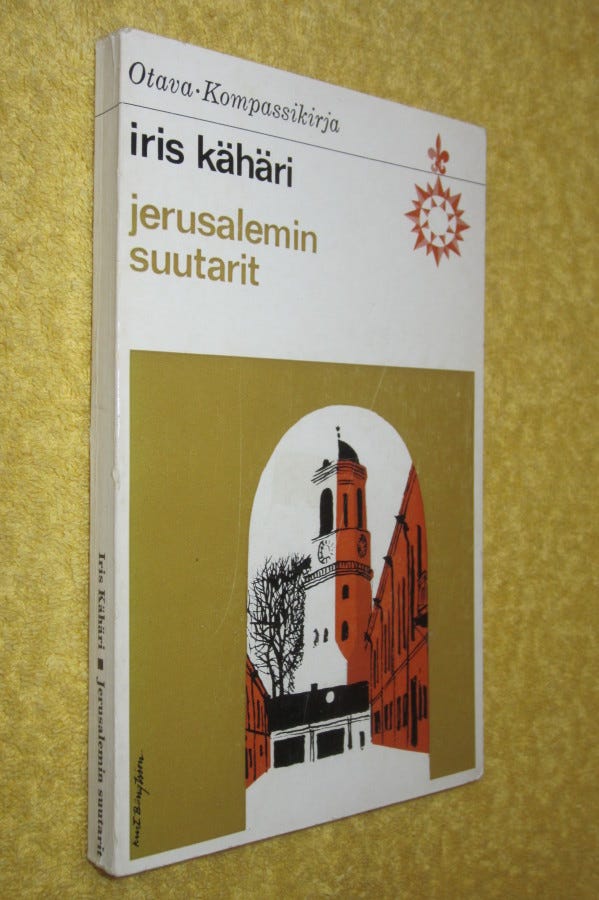 Otava·Kompassikirja
iris kähäri
jerusalemin
suutarit
Iris Kähäri ■ Jerusalemin suutarit